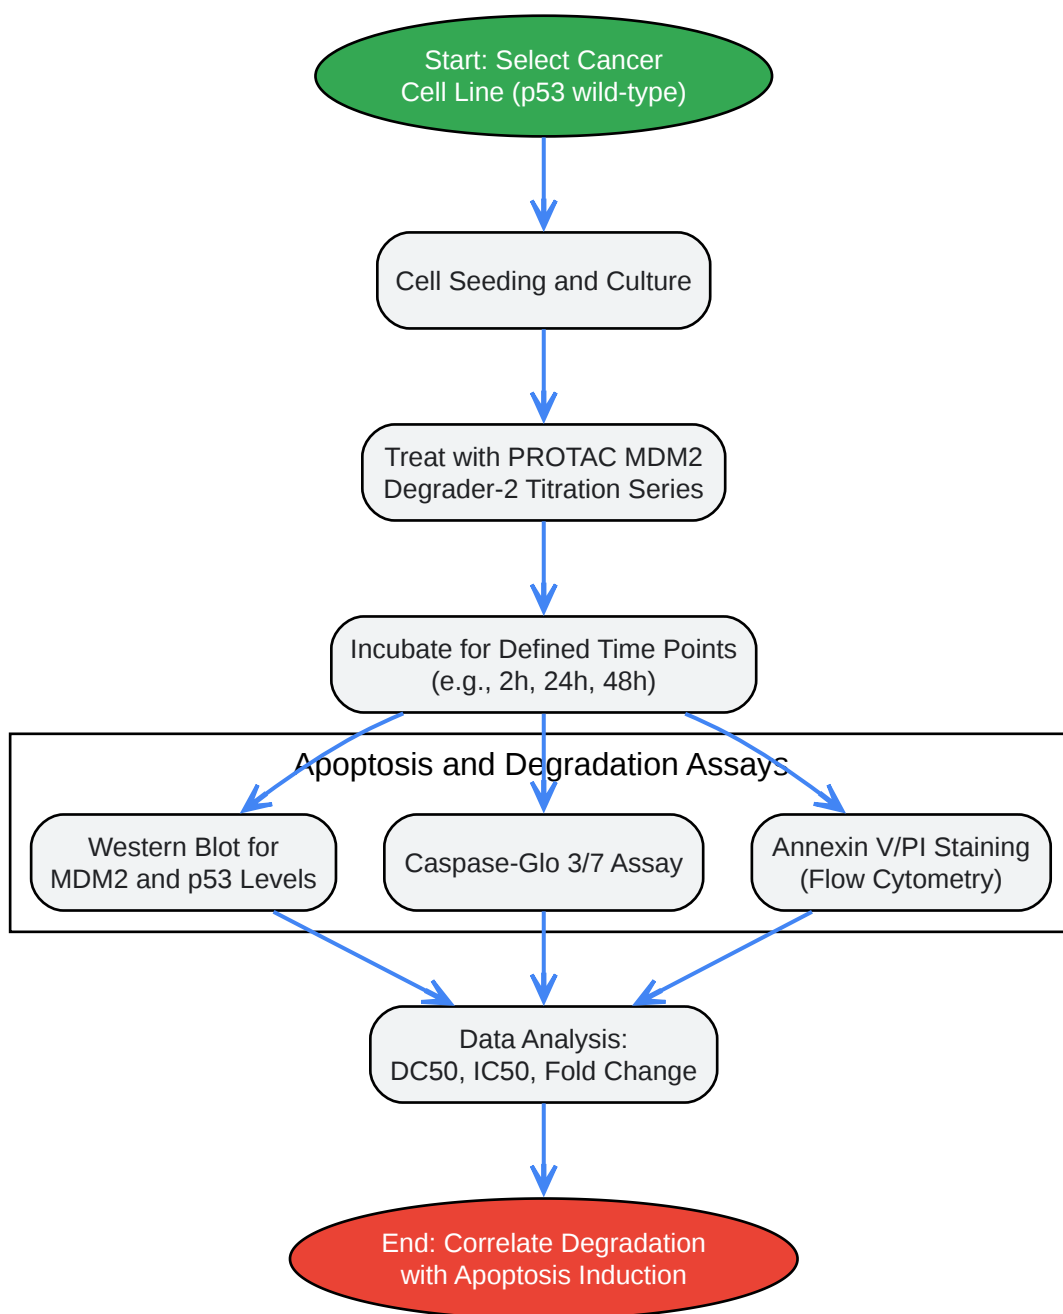 Start: Select Cancer
Cell Line (p53 wild-type)
Cell Seeding and Culture
Treat with PROTAC MDM2
Degrader-2 Titration Series
Incubate for Defined Time Points
(e.g., 2h, 24h, 48h)
Apoptosis and Degradation Assays
Western Blot for
MDM2 and p53 Levels
Caspase-Glo 3/7 Assay
Annexin V/PI Staining
(Flow Cytometry)
Data Analysis:
DC50, IC50, Fold Change
End: Correlate Degradation
with Apoptosis Induction